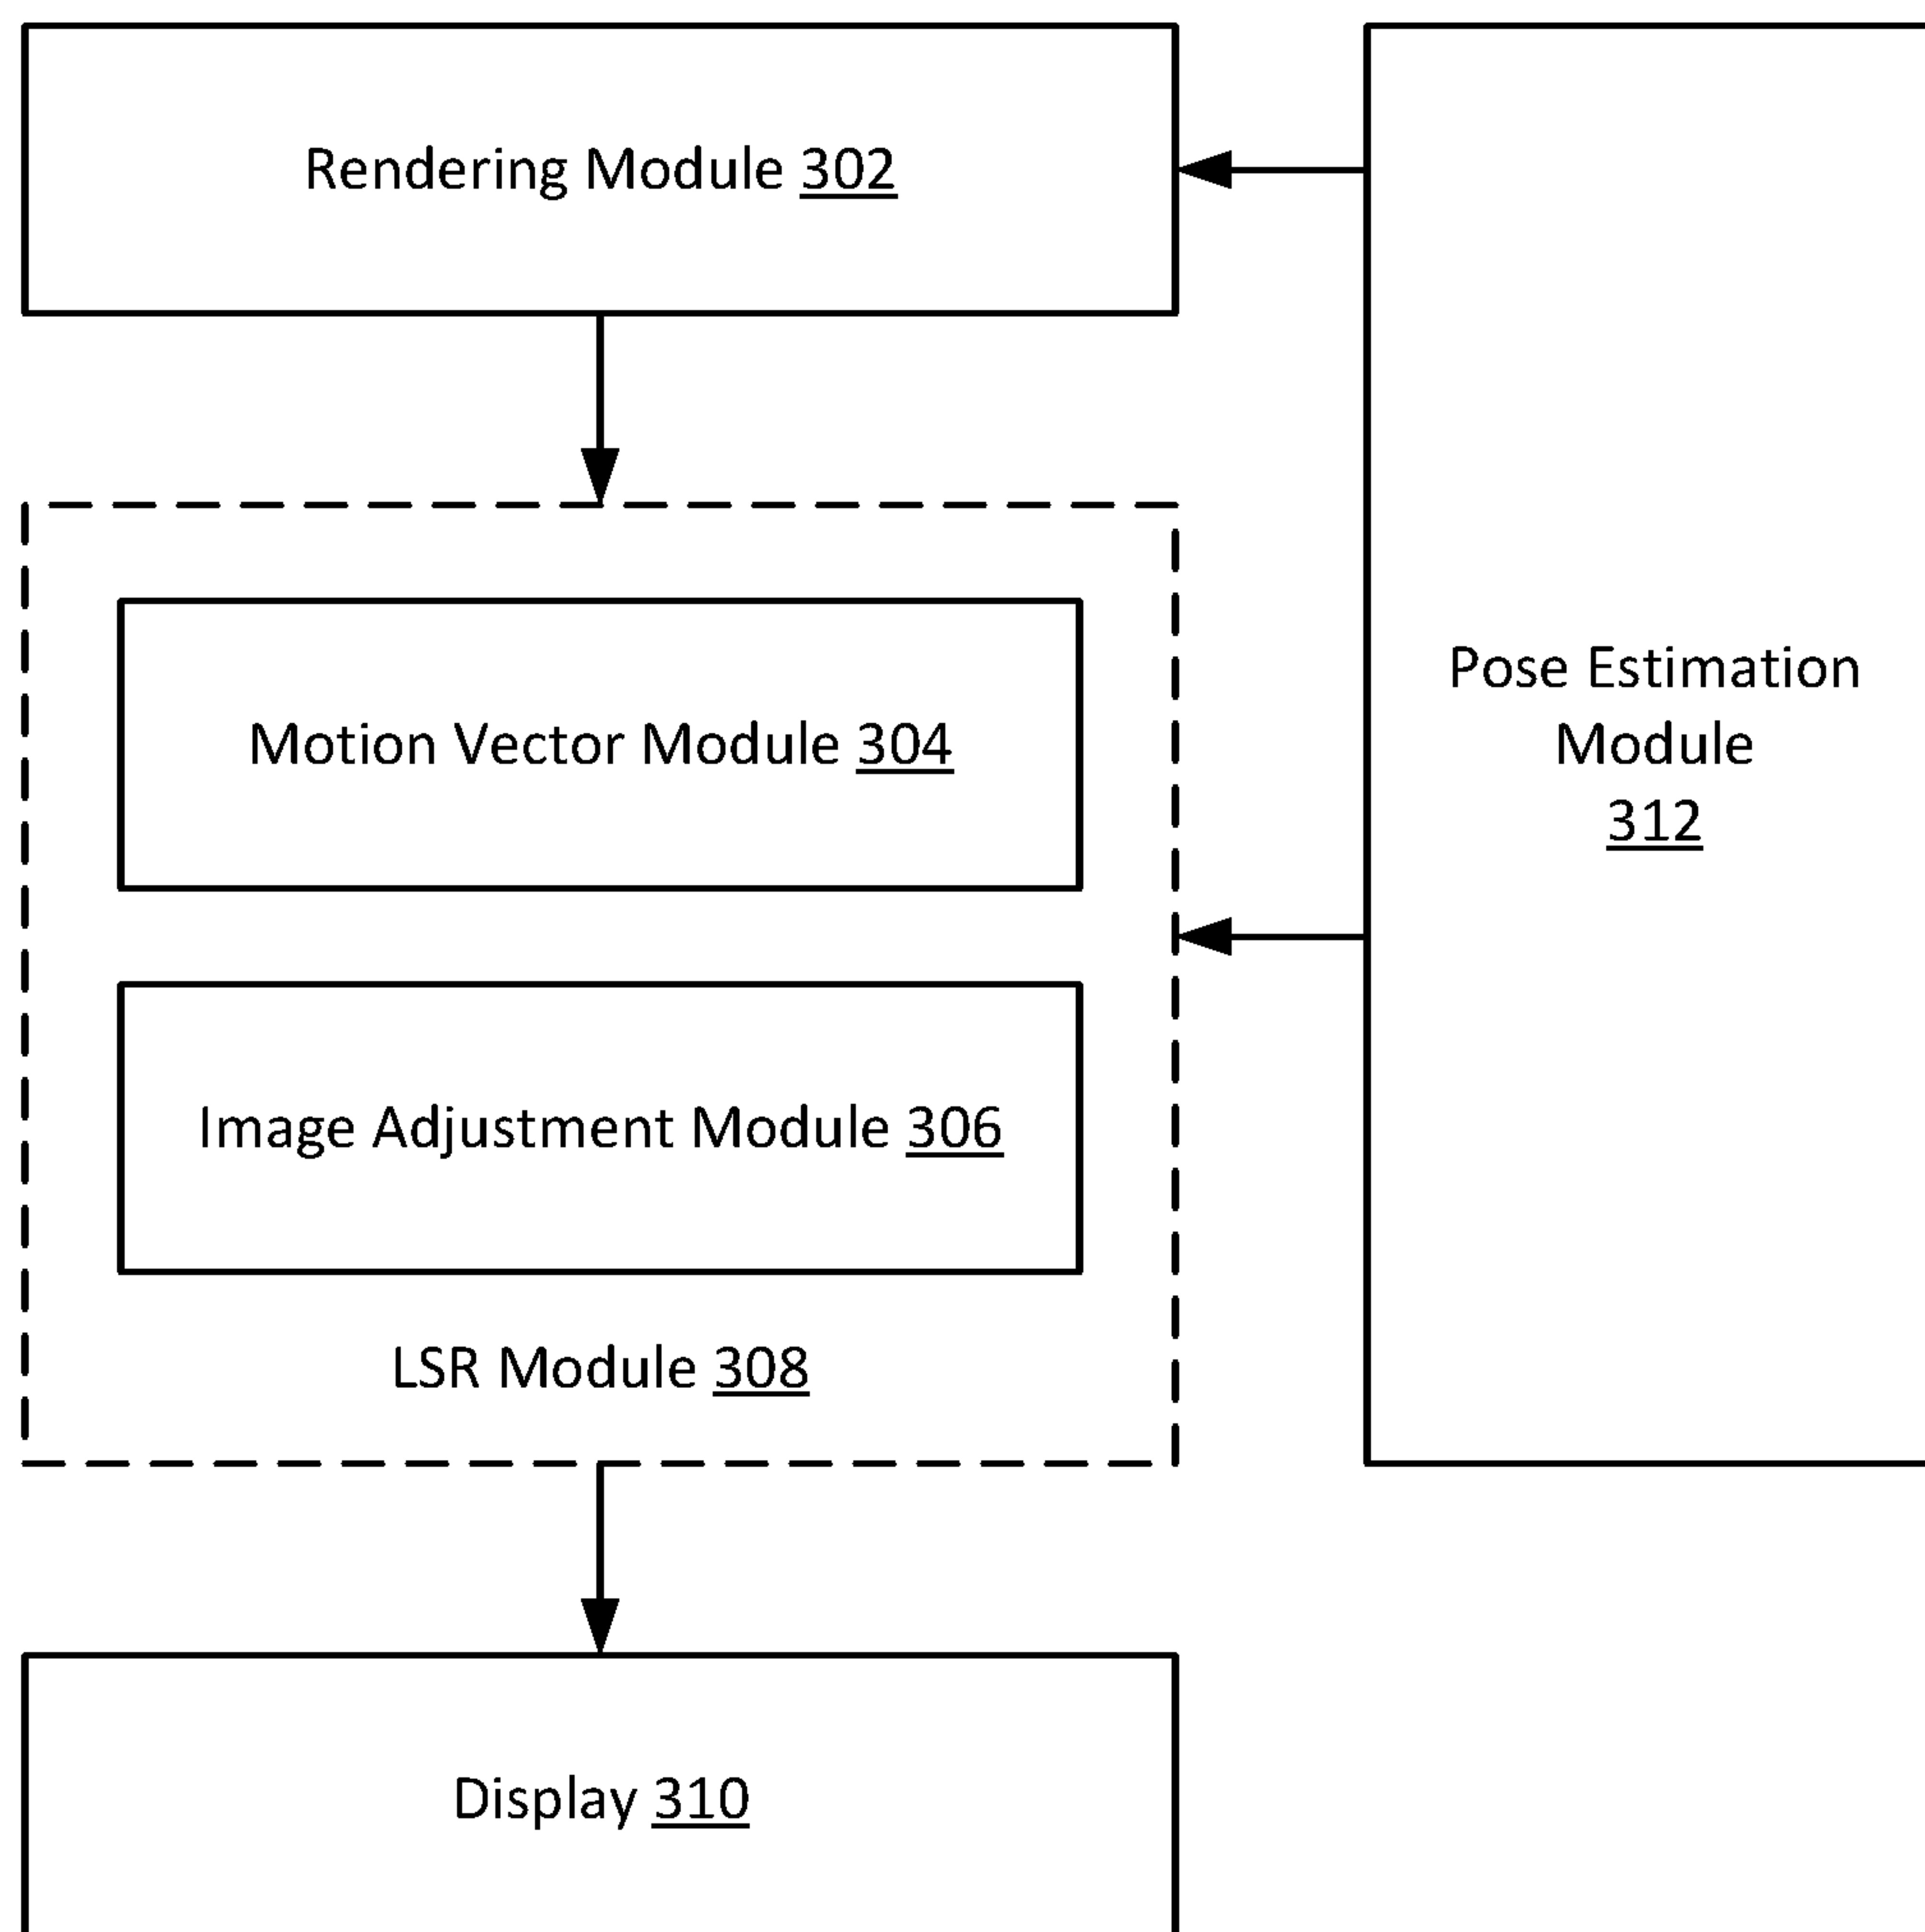 Rendering Module 302
Motion Vector Module 304
Image Adjustment Module 306
LSR Module 308
Display 310
Pose Estimation
Module
312